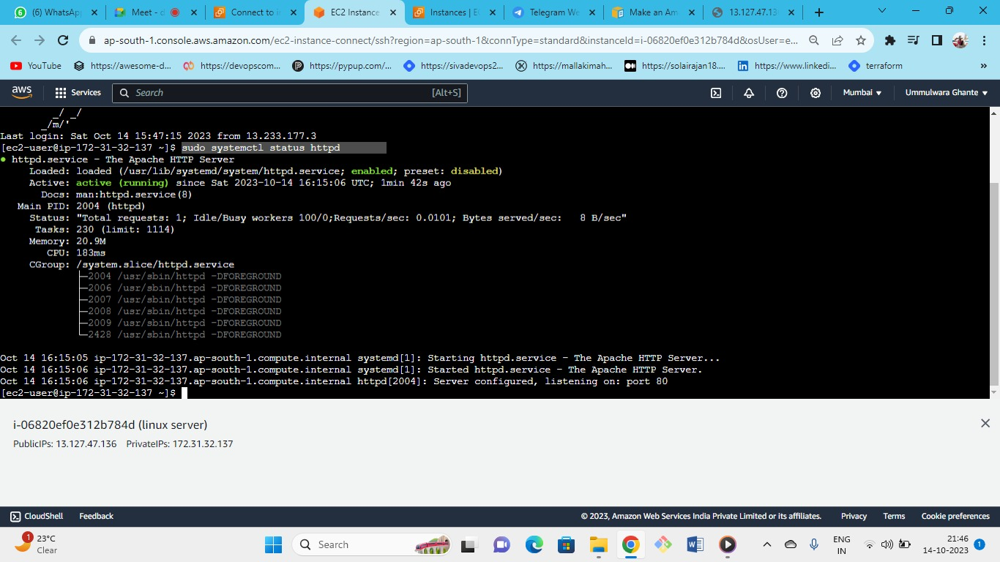 (6) WhatsAp
Meet - d
Connect to i
EC2 Instance
Instances | E
Telegram We
Make an Am
13.127.47.13
ap-south-1.console.aws.amazon.com/ec2-instance-connect/ssh?region=ap-south-1&connType=standard&instanceId=i-06820ef0e312b784d&osUser=e...
YouTube
https://awesome-d...
https://devopscom...
https://pypup.com/...
https://sivadevops2...
https://mallakimah...
https://solairajan18....
https://www.linkedi...
terraform
aws
Services
Search
[Alt+S]
Mumbai
Ummulwara Ghante
_/ _/
_/m/'
Last login: Sat Oct 14 15:47:15 2023 from 13.233.177.3
[ec2-user@ip-172-31-32-137 ~]$ sudo systemctl status httpd
● httpd.service - The Apache HTTP Server
Loaded: loaded (/usr/lib/systemd/system/httpd.service; enabled; preset: disabled)
Active: active (running) since Sat 2023-10-14 16:15:06 UTC; 1min 42s ago
Docs: man:httpd.service(8)
Main PID: 2004 (httpd)
Status: "Total requests: 1; Idle/Busy workers 100/0;Requests/sec: 0.0101; Bytes served/sec:   8 B/sec"
Tasks: 230 (limit: 1114)
Memory: 20.9M
CPU: 183ms
CGroup: /system.slice/httpd.service
├─2004 /usr/sbin/httpd -DFOREGROUND
├─2006 /usr/sbin/httpd -DFOREGROUND
├─2007 /usr/sbin/httpd -DFOREGROUND
├─2008 /usr/sbin/httpd -DFOREGROUND
├─2009 /usr/sbin/httpd -DFOREGROUND
└─2428 /usr/sbin/httpd -DFOREGROUND
Oct 14 16:15:05 ip-172-31-32-137.ap-south-1.compute.internal systemd[1]: Starting httpd.service - The Apache HTTP Server...
Oct 14 16:15:06 ip-172-31-32-137.ap-south-1.compute.internal systemd[1]: Started httpd.service - The Apache HTTP Server.
Oct 14 16:15:06 ip-172-31-32-137.ap-south-1.compute.internal httpd[2004]: Server configured, listening on: port 80
[ec2-user@ip-172-31-32-137 ~]$
i-06820ef0e312b784d (linux server)
PublicIPs: 13.127.47.136 PrivateIPs: 172.31.32.137
CloudShell
Feedback
© 2023, Amazon Web Services India Private Limited or its affiliates.
Privacy
Terms
Cookie preferences
1
23°C
Clear
Search
ENG
IN
21:46
14-10-2023
1